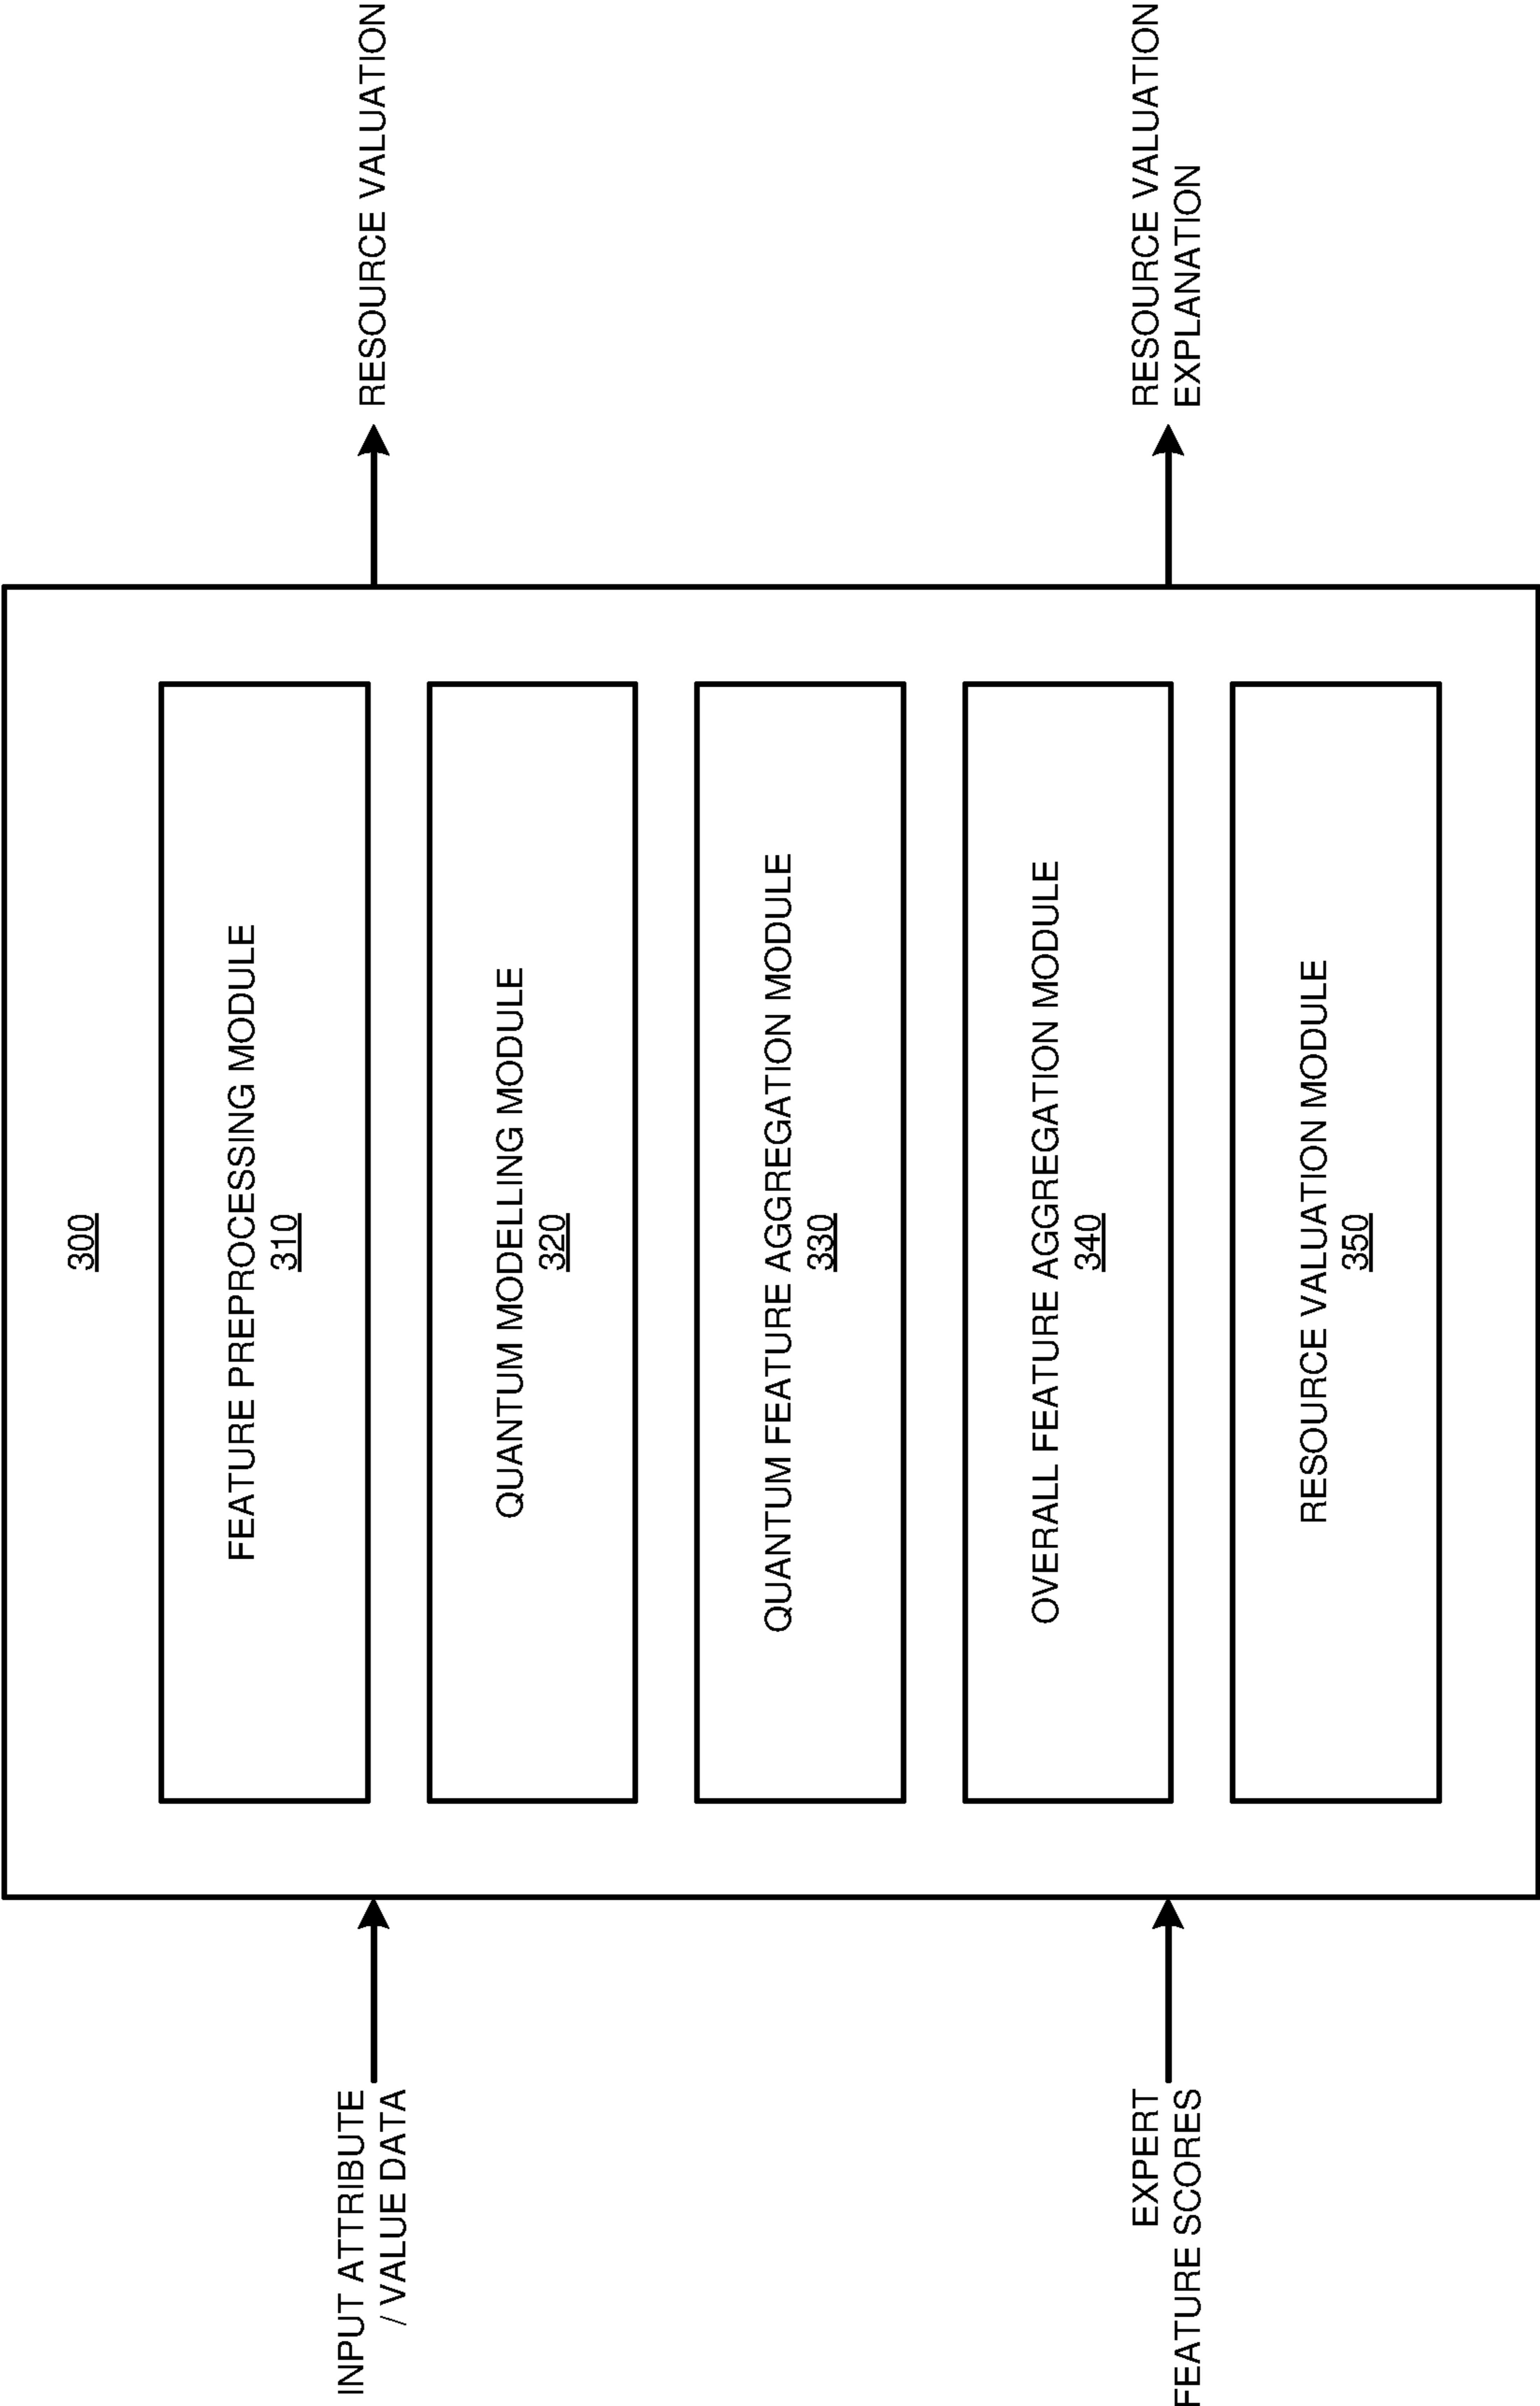 300
INPUT ATTRIBUTE
/ VALUE DATA
EXPERT
FEATURE SCORES
FEATURE PREPROCESSING MODULE
310
QUANTUM MODELLING MODULE
320
QUANTUM FEATURE AGGREGATION MODULE
330
OVERALL FEATURE AGGREGATION MODULE
340
RESOURCE VALUATION MODULE
350
RESOURCE VALUATION
RESOURCE VALUATION
EXPLANATION